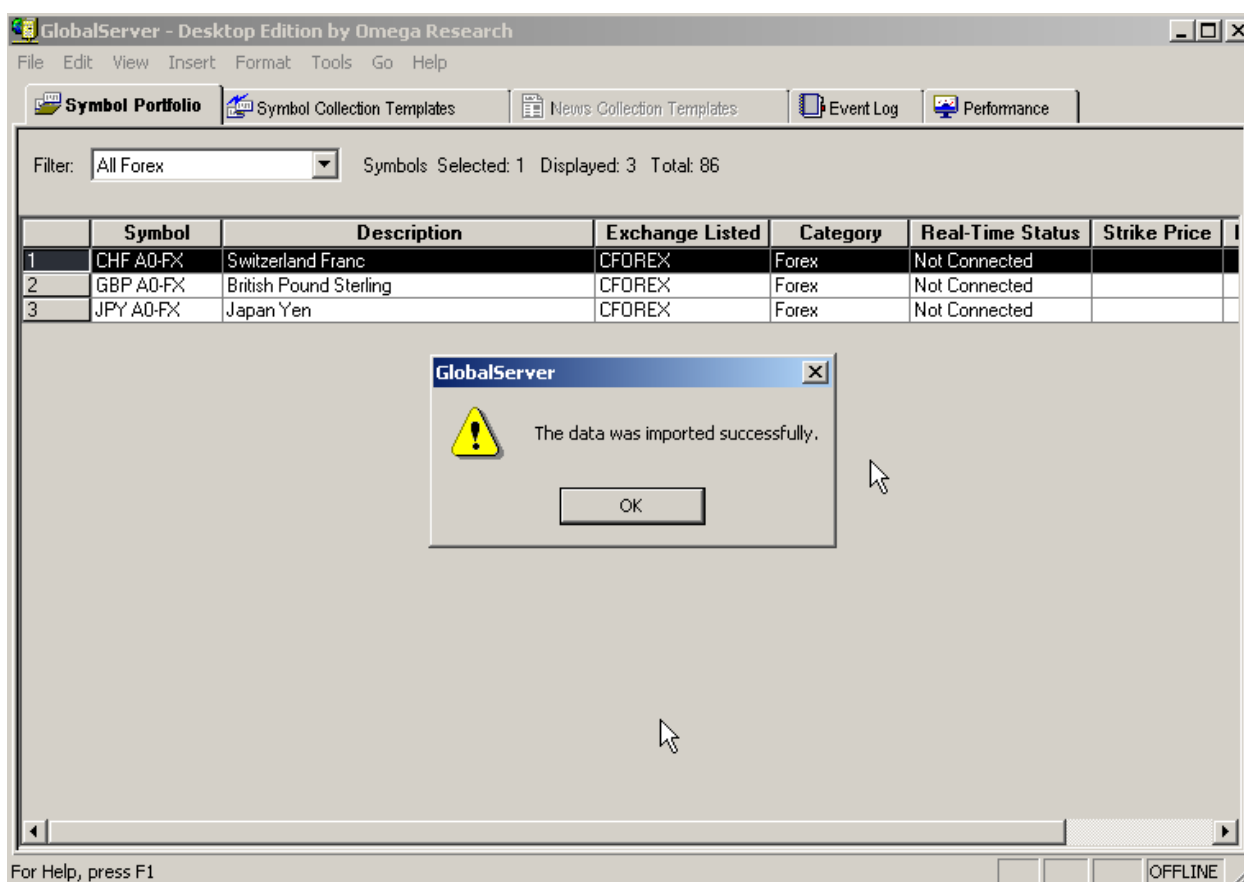 GlobalServer - Desktop Edition by Omega Research
File Edit View Insert Format Tools Go Help
Symbol Portfolio Symbol Collection Templates News Collection Templates Event Log Performance
Filter: All Forex Symbols Selected: 1 Displayed: 3 Total: 86
Symbol Description Exchange Listed Category Real-Time Status Strike Price
1 CHF A0-FX Switzerland Franc CFOREX Forex Not Connected
2 GBP A0-FX British Pound Sterling CFOREX Forex Not Connected
3 JPY A0-FX Japan Yen CFOREX Forex Not Connected
GlobalServer
The data was imported successfully.
OK
For Help, press F1 OFFLINE